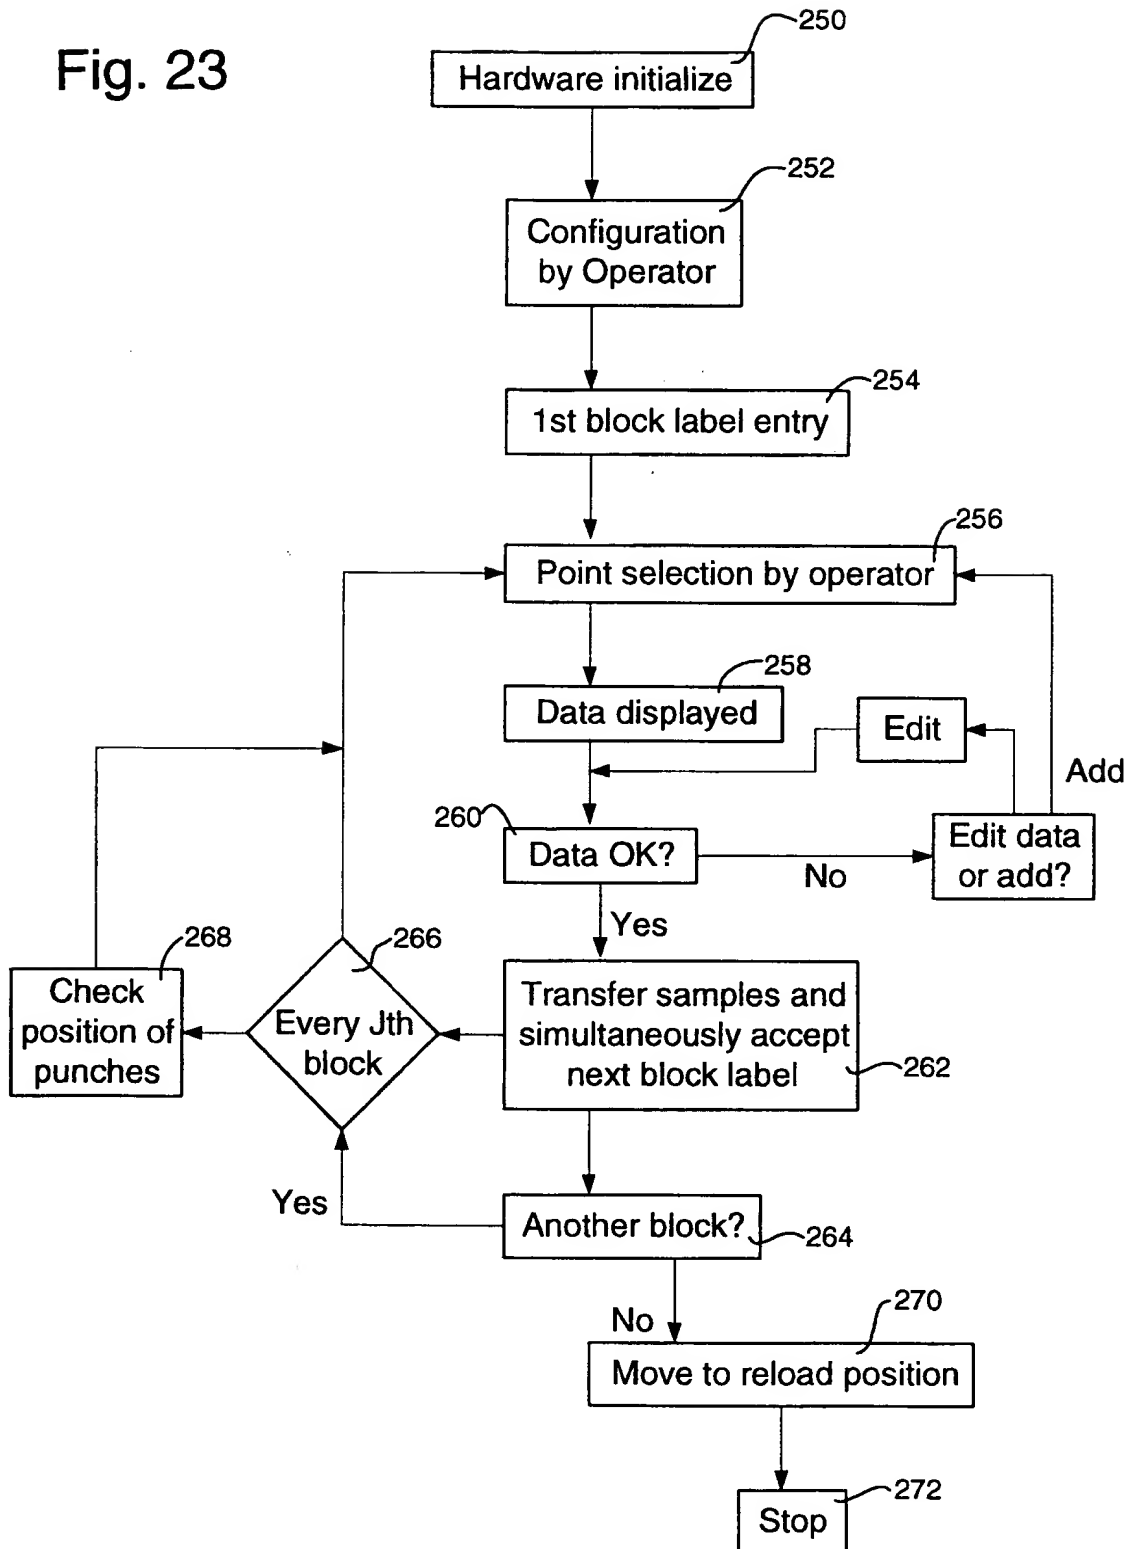 Fig. 23
250
Hardware initialize
252
Configuration
by Operator
254
1st block label entry
256
Point selection by operator
258
Data displayed
Edit
Add
260
Data OK?
No
Edit data
or add?
Yes
268
266
Check
position of
punches
Every Jth
block
Transfer samples and
simultaneously accept
next block label
262
Yes
Another block?
264
No
270
Move to reload position
272
Stop